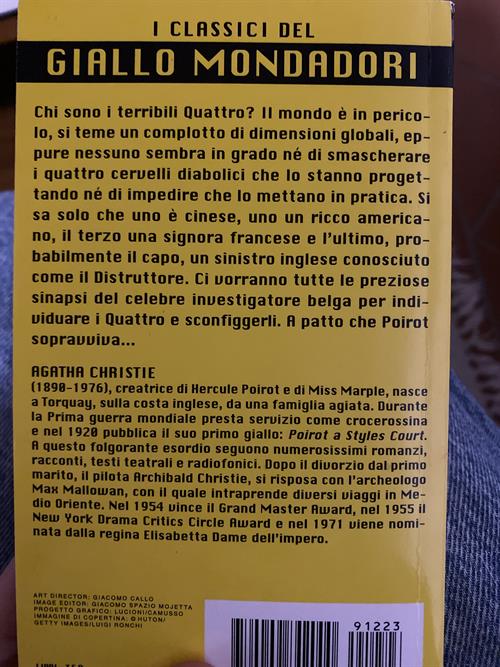 I CLASSICI DEL
GIALLO MONDADORI
Chi sono i terribili Quattro? Il mondo è in perico-
lo, si teme un complotto di dimensioni globali, ep-
pure nessuno sembra in grado né di smascherare
i quattro cervelli diabolici che lo stanno proget-
tando né di impedire che lo mettano in pratica. Si
sa solo che uno è cinese, uno un ricco america-
no, il terzo una signora francese e l'ultimo, pro-
babilmente il capo, un sinistro inglese conosciuto
come il Distruttore. Ci vorranno tutte le preziose
sinapsi del celebre investigatore belga per indi-
viduare i Quattro e sconfiggerli. A patto che Poirot
sopravviva...
AGATHA CHRISTIE
(1890-1976), creatrice di Hercule Poirot e di Miss Marple, nasce
a Torquay, sulla costa inglese, da una famiglia agiata. Durante
la Prima guerra mondiale presta servizio come crocerossina
e nel 1920 pubblica il suo primo giallo: Poirot a Styles Court.
A questo folgorante esordio seguono numerosissimi romanzi,
racconti, testi teatrali e radiofonici. Dopo il divorzio dal primo
marito, il pilota Archibald Christie, si risposa con l'archeologo
Max Mallowan, con il quale intraprende diversi viaggi in Me-
dio Oriente. Nel 1954 vince il Grand Master Award, nel 1955 il
New York Drama Critics Circle Award e nel 1971 viene nomi-
nata dalla regina Elisabetta Dame dell'impero.
ART DIRECTOR: GIACOMO CALLO
IMAGE EDITOR: GIACOMO SPAZIO MOJETTA
PROGETTO GRAFICO: LUCIONI/CAMUSSO
IMMAGINE DI COPERTINA: © HUTON/
GETTY IMAGES/LUIGI RONCHI
91223